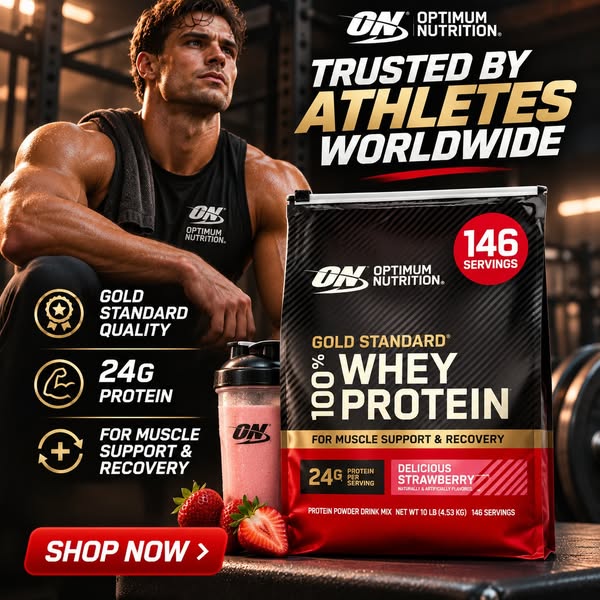 ON OPTIMUM
NUTRITION®
TRUSTED BY
ATHLETES
WORLDWIDE
ON
OPTIMUM
NUTRITION®
GOLD
STANDARD
QUALITY
24G
PROTEIN
FOR MUSCLE
SUPPORT &
RECOVERY
SHOP NOW >
ON
146
SERVINGS
ON OPTIMUM
NUTRITION®
GOLD STANDARD®
100% WHEY
PROTEIN
FOR MUSCLE SUPPORT & RECOVERY
24G PROTEIN
PER
SERVING
DELICIOUS
STRAWBERRY
NATURALLY & ARTIFICIALLY FLAVORED
PROTEIN POWDER DRINK MIX NET WT 10 LB (4.53 KG) 146 SERVINGS